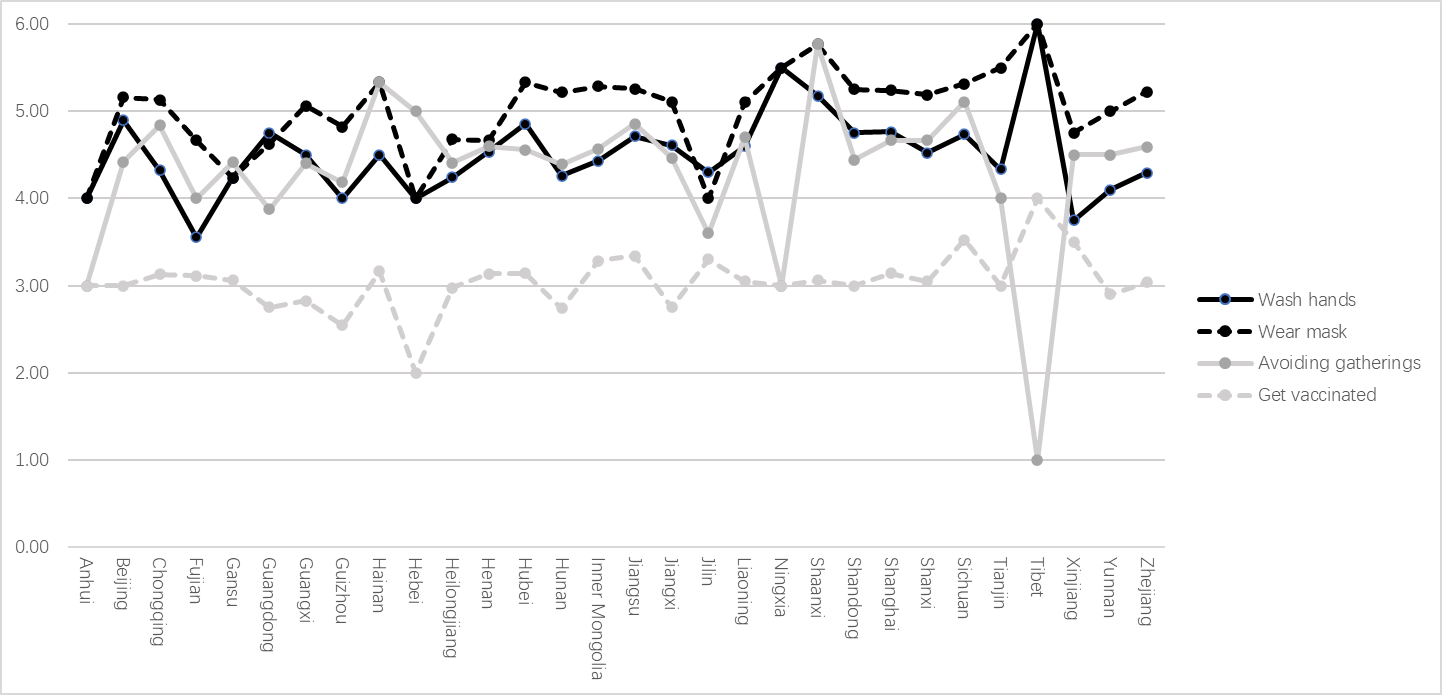 6.00
5.00
4.00
3.00
2.00
1.00
0.00
Anhui
Beijing
Chongqing
Fujian
Gansu
Guangdong
Guangxi
Guizhou
Hainan
Hebei
Heilongjiang
Henan
Hubei
Hunan
Inner Mongolia
Jiangsu
Jiangxi
Jilin
Liaoning
Ningxia
Shaanxi
Shandong
Shanghai
Shanxi
Sichuan
Tianjin
Tibet
Xinjiang
Yunnan
Zhejiang
Wash hands
Wear mask
Avoiding gatherings
Get vaccinated